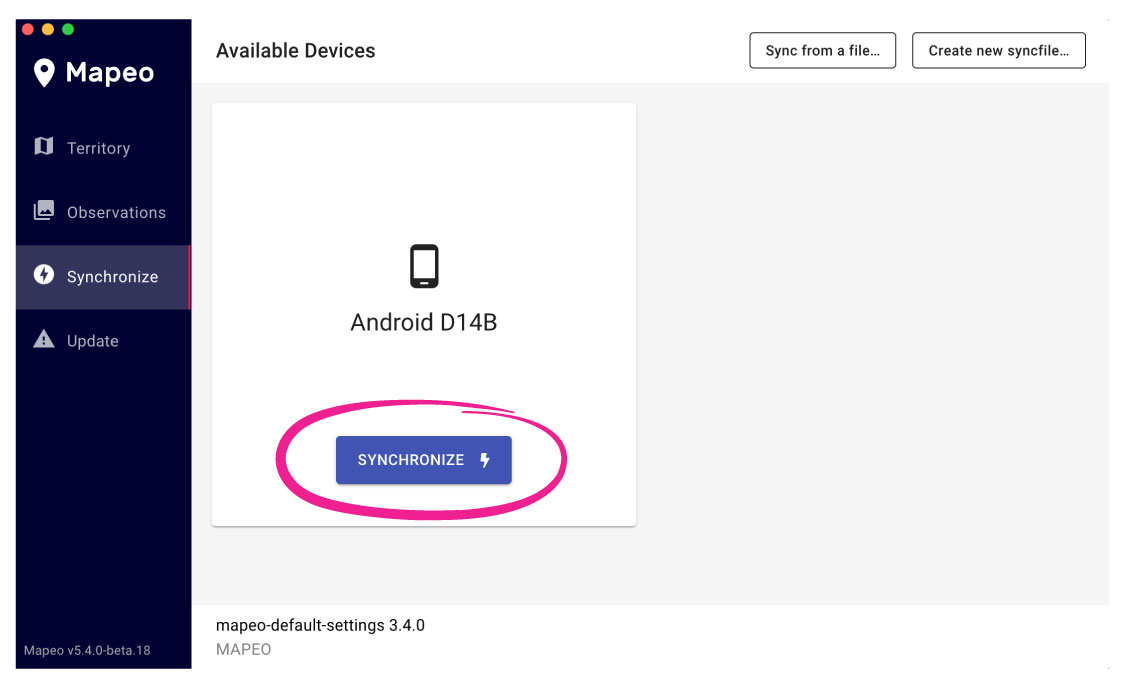 Mapeo
Territory
Observations
Synchronize
Update
Mapeo v5.4.0-beta.18
Available Devices
Sync from a file…
Create new syncfile…
Android D14B
SYNCHRONIZE
mapeo-default-settings 3.4.0
MAPEO